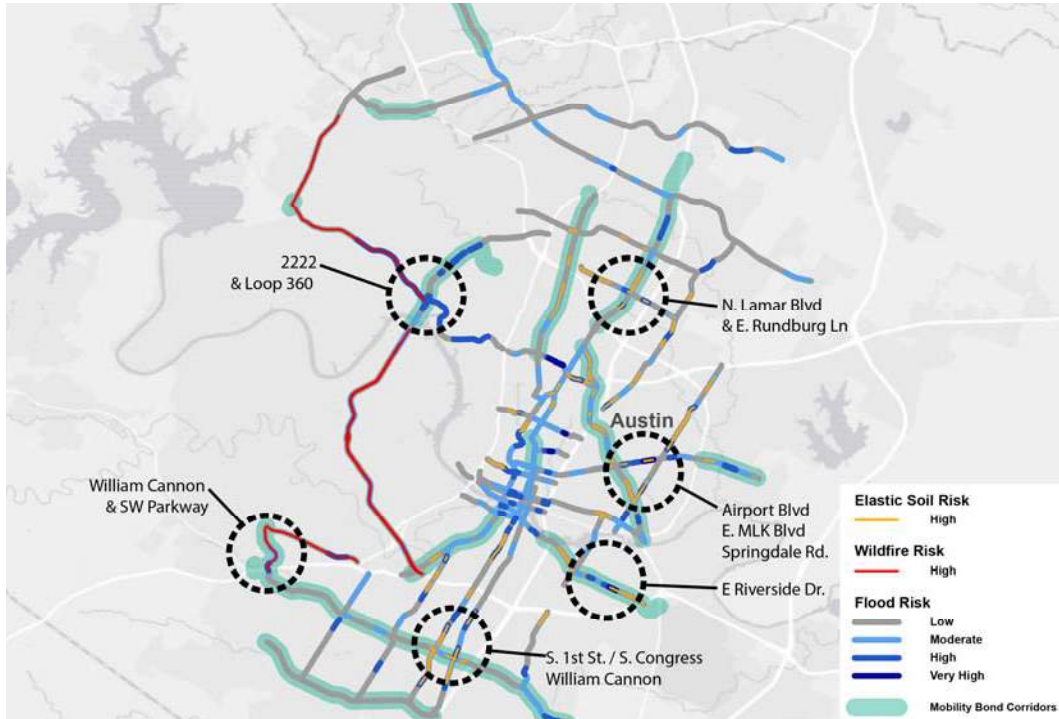 2222
& Loop 360
N. Lamar Blvd
& E. Rundburg Ln
Austin
William Cannon
& SW Parkway
Airport Blvd
E. MLK Blvd
Springdale Rd.
E Riverside Dr.
S. 1st St. / S. Congress
William Cannon
Elastic Soil Risk
High
Wildfire Risk
High
Flood Risk
Low
Moderate
High
Very High
Mobility Bond Corridors